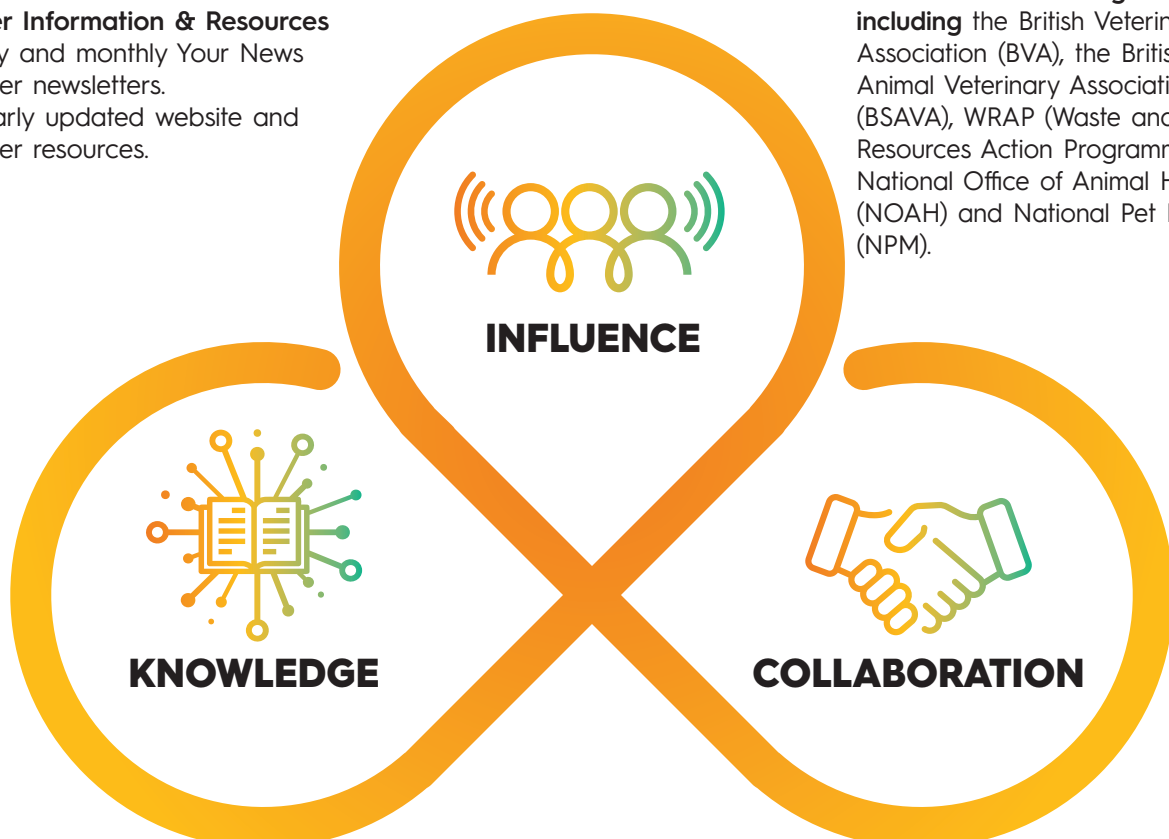 er Information & Resources
y and monthly Your News
er newsletters.
arly updated website and
er resources.
including the British Veterin
Association (BVA), the Britis
Animal Veterinary Associati
(BSAVA), WRAP (Waste and
Resources Action Programm
National Office of Animal H
(NOAH) and National Pet
(NPM).
INFLUENCE
KNOWLEDGE
COLLABORATION